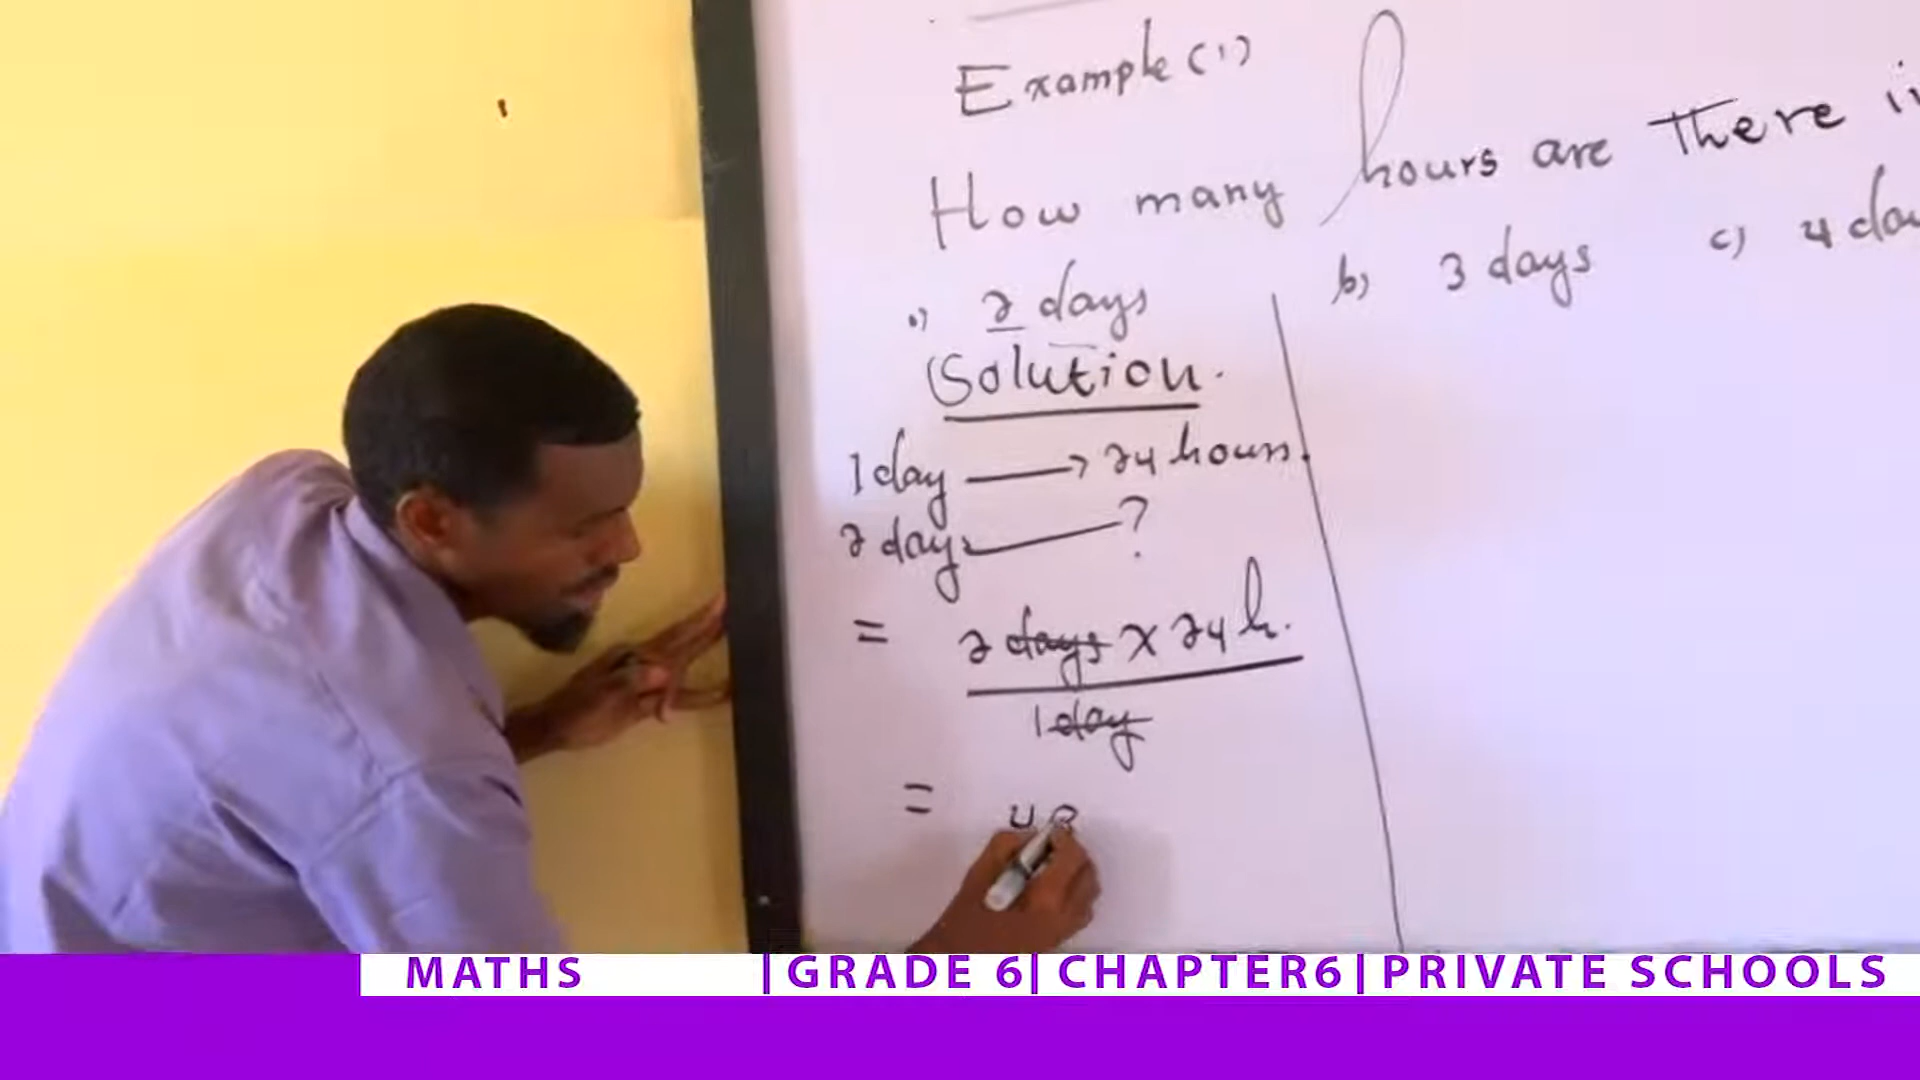 Example (1)
How many hours are There i
a) 2 days b) 3 days c) 4 day
Solution.
1 day → 24 hours.
2 days ?
= 2 days x 24 h.
1 day
= 48
MATHS | GRADE 6 | CHAPTER6 | PRIVATE SCHOOLS